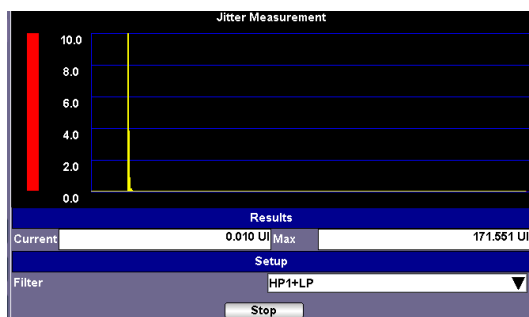 Jitter Measurement
10.0
8.0
6.0
4.0
2.0
0.0
Results
Current 0.010 UI Max 171.551 UI
Setup
Filter HP1+LP
Stop